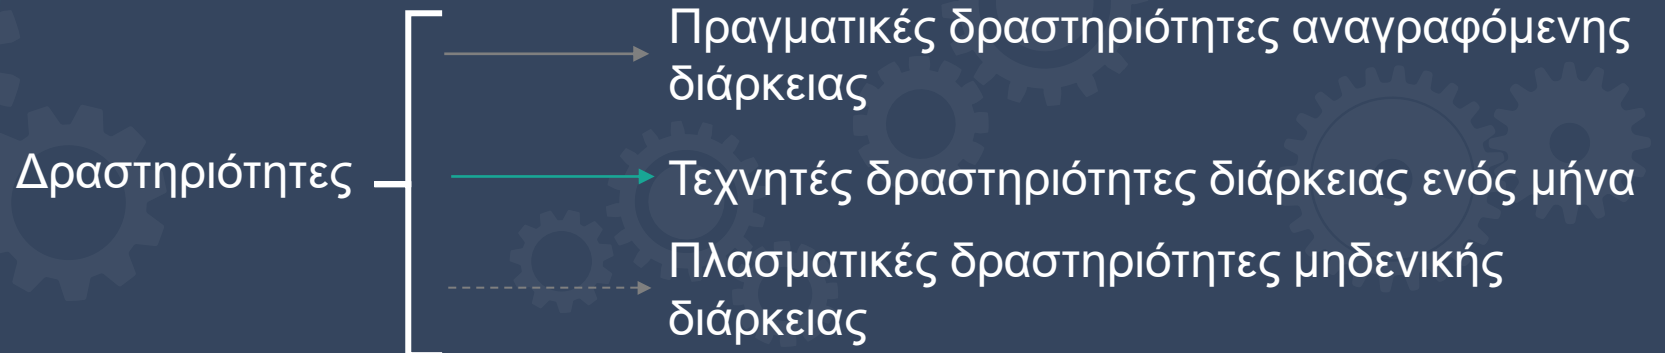 Πραγματικές δραστηριότητες αναγραφόμενης
διάρκειας
Δραστηριότητες
Τεχνητές δραστηριότητες διάρκειας ενός μήνα
Πλασματικές δραστηριότητες μηδενικής
διάρκειας